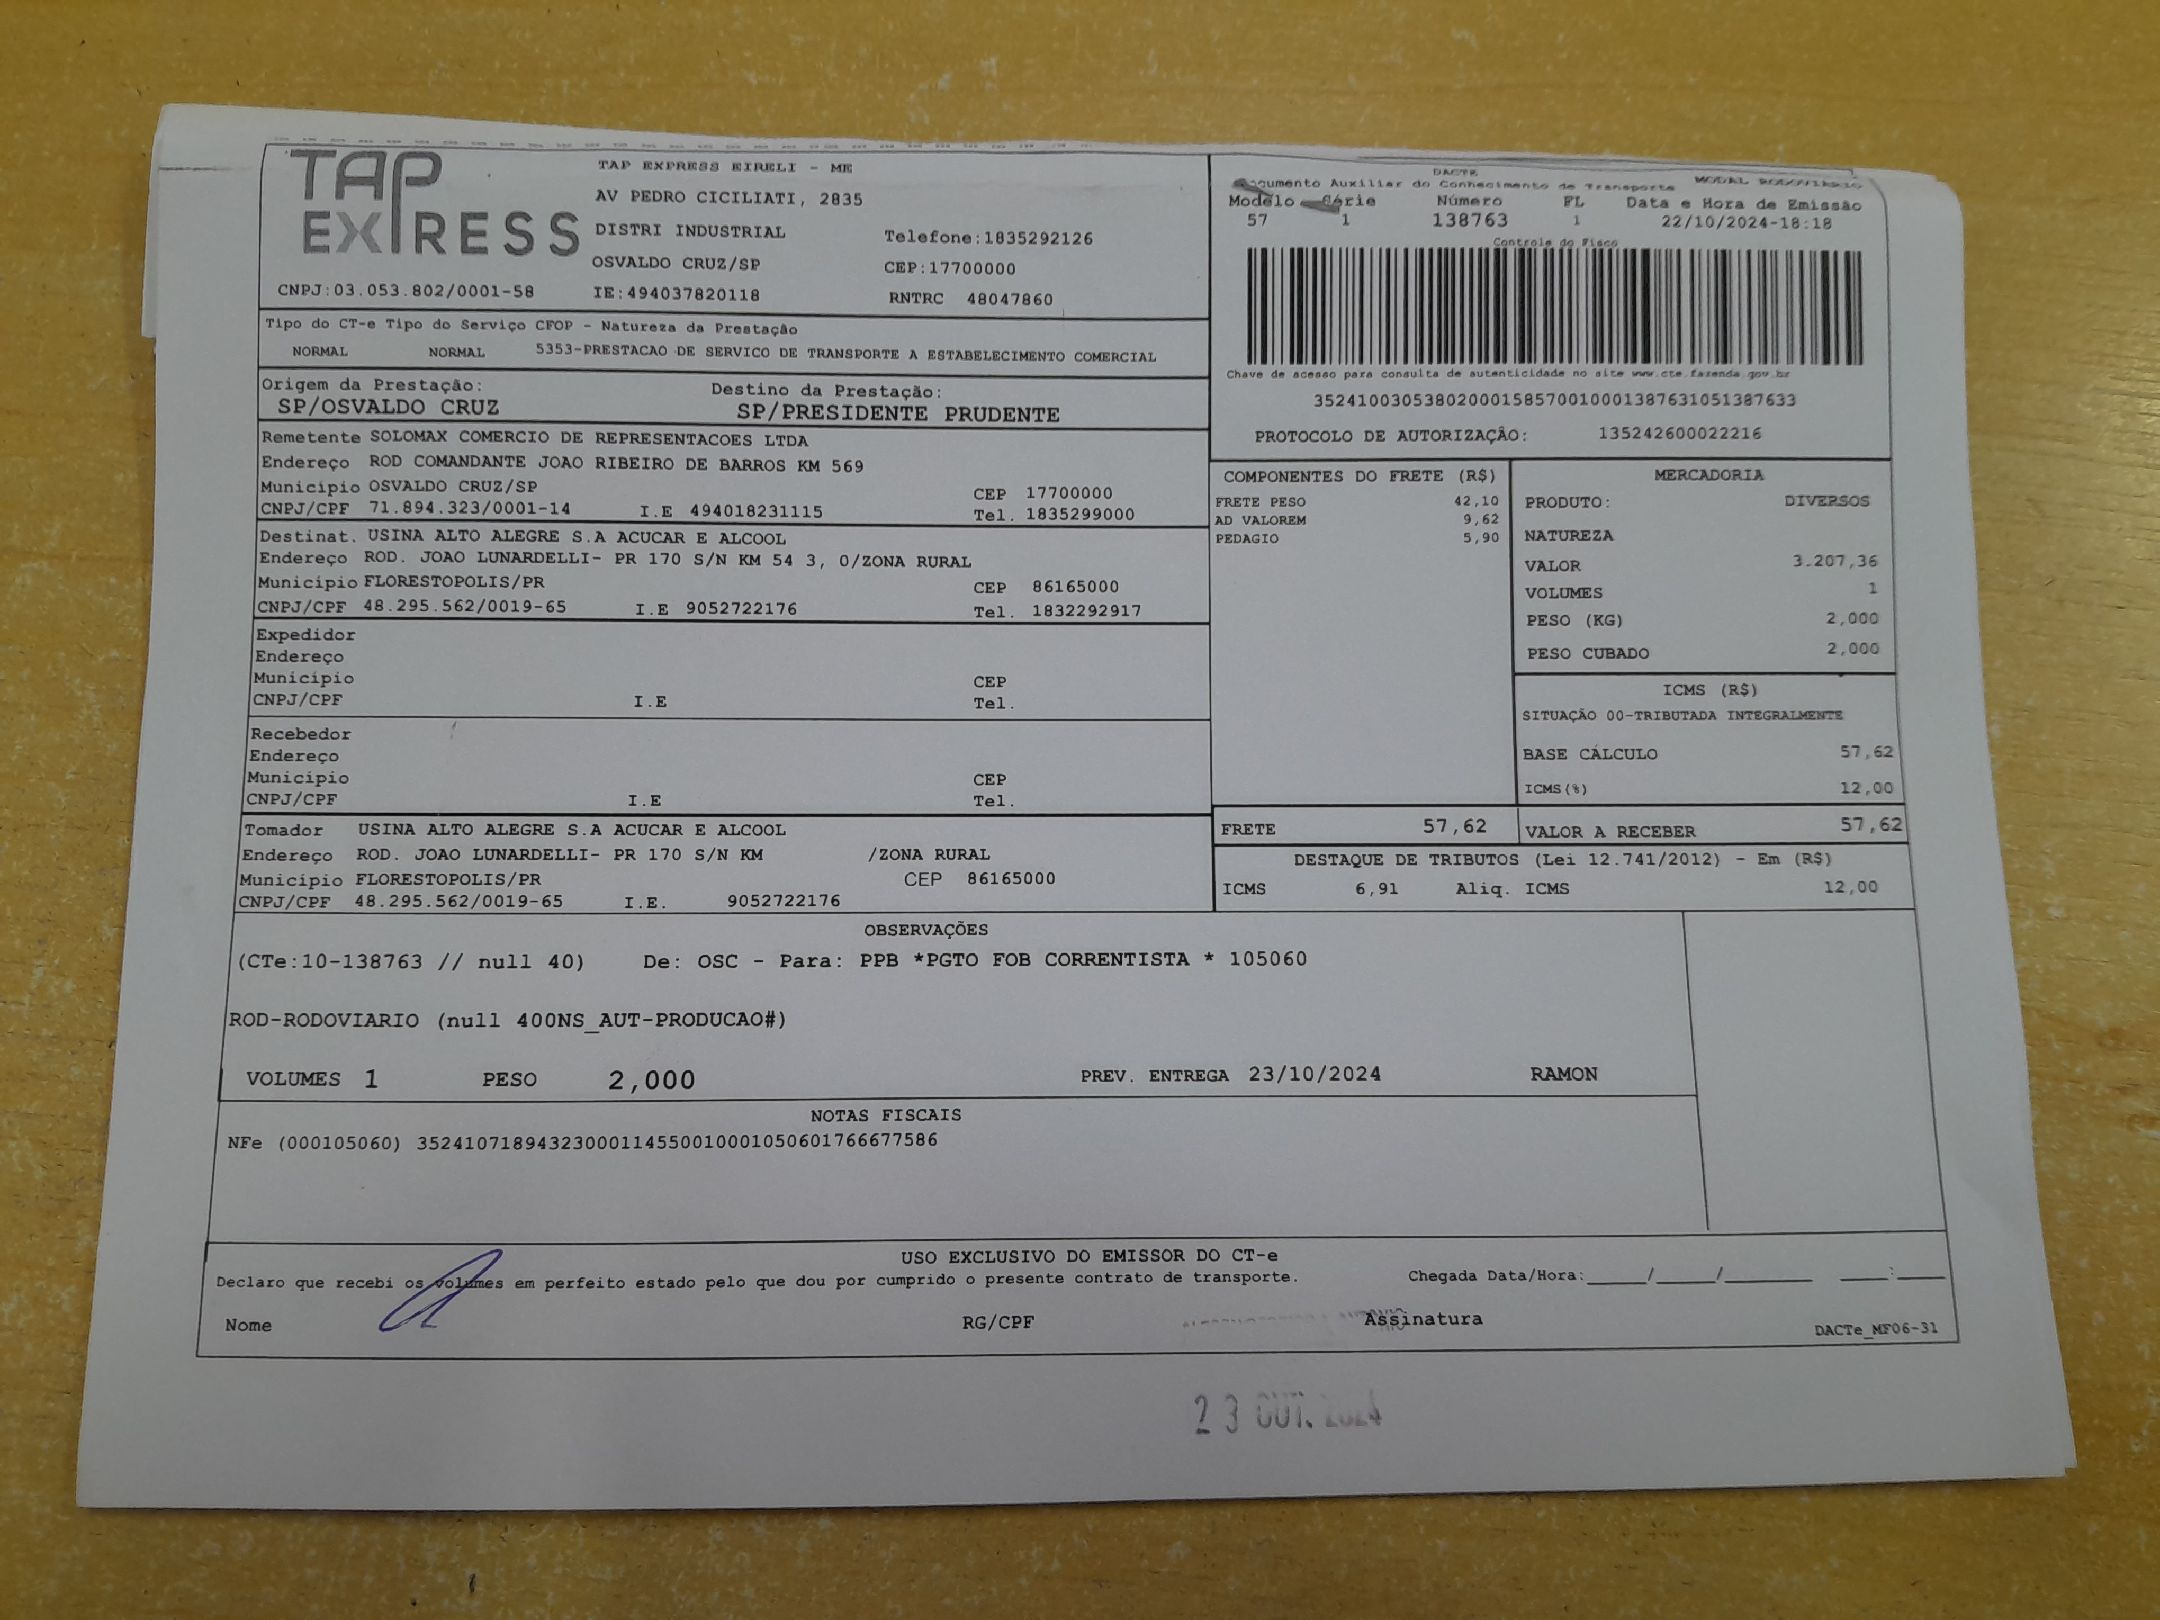 TAP
EXPRESS
TAP EXPRESS EIRELI - ME
AV PEDRO CICILIATI, 2835
DISTRI INDUSTRIAL Telefone:1835292126
OSVALDO CRUZ/SP CEP:17700000
CNPJ:03.053.802/0001-58 IE:494037820118 RNTRC 48047860
DACTE
Documento Auxiliar do Conhecimento de Transporte MODAL RODOVIARIO
Modelo Série Número FL Data e Hora de Emissão
57 1 138763 1 22/10/2024-18:18
Controle do Fisco
Chave de acesso para consulta de autenticidade no site www.cte.fazenda.gov.br
35241003053802000158570010001387631051387633
PROTOCOLO DE AUTORIZAÇÃO: 135242600022216
Tipo do CT-e Tipo do Serviço CFOP - Natureza da Prestação
NORMAL NORMAL 5353-PRESTACAO DE SERVICO DE TRANSPORTE A ESTABELECIMENTO COMERCIAL
Origem da Prestação: Destino da Prestação:
SP/OSVALDO CRUZ SP/PRESIDENTE PRUDENTE
Remetente SOLOMAX COMERCIO DE REPRESENTACOES LTDA
Endereço ROD COMANDANTE JOAO RIBEIRO DE BARROS KM 569
Município OSVALDO CRUZ/SP CEP 17700000
CNPJ/CPF 71.894.323/0001-14 I.E 494018231115 Tel. 1835299000
Destinat. USINA ALTO ALEGRE S.A ACUCAR E ALCOOL
Endereço ROD. JOAO LUNARDELLI- PR 170 S/N KM 54 3, 0/ZONA RURAL
Município FLORESTOPOLIS/PR CEP 86165000
CNPJ/CPF 48.295.562/0019-65 I.E 9052722176 Tel. 1832292917
Expedidor
Endereço
Município CEP
CNPJ/CPF I.E Tel.
Recebedor
Endereço
Município CEP
CNPJ/CPF I.E Tel.
Tomador USINA ALTO ALEGRE S.A ACUCAR E ALCOOL
Endereço ROD. JOAO LUNARDELLI- PR 170 S/N KM /ZONA RURAL
Município FLORESTOPOLIS/PR CEP 86165000
CNPJ/CPF 48.295.562/0019-65 I.E. 9052722176
COMPONENTES DO FRETE (R$)
FRETE PESO 42,10
AD VALOREM 9,62
PEDAGIO 5,90
MERCADORIA
PRODUTO: DIVERSOS
NATUREZA
VALOR 3.207,36
VOLUMES 1
PESO (KG) 2,000
PESO CUBADO 2,000
ICMS (R$)
SITUAÇÃO 00-TRIBUTADA INTEGRALMENTE
BASE CÁLCULO 57,62
ICMS(%) 12,00
FRETE 57,62 VALOR A RECEBER 57,62
DESTAQUE DE TRIBUTOS (Lei 12.741/2012) - Em (R$)
ICMS 6,91 Aliq. ICMS 12,00
OBSERVAÇÕES
(CTe:10-138763 // null 40) De: OSC - Para: PPB *PGTO FOB CORRENTISTA * 105060
ROD-RODOVIARIO (null 400NS_AUT-PRODUCAO#)
VOLUMES 1 PESO 2,000 PREV. ENTREGA 23/10/2024 RAMON
NOTAS FISCAIS
NFe (000105060) 35241071894323000114550010001050601766677586
USO EXCLUSIVO DO EMISSOR DO CT-e
Declaro que recebi os volumes em perfeito estado pelo que dou por cumprido o presente contrato de transporte. Chegada Data/Hora:_____/_____/________ ____:____
Nome RG/CPF Assinatura DACTe_MF06-31
23 OUT. 2024